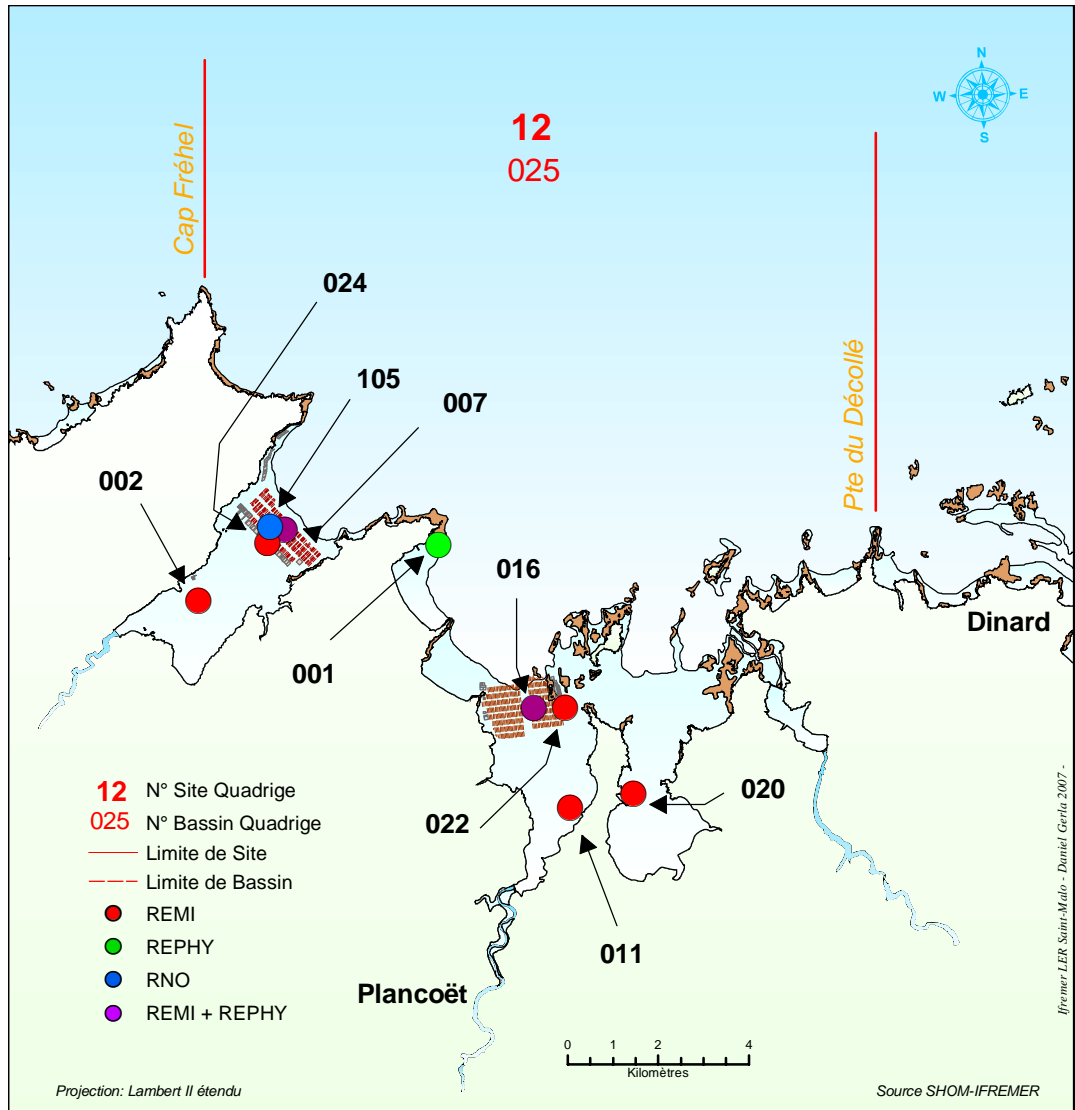 N
W
E
S
12
025
Cap Fréhel
Pte du Décollé
024
105
007
002
016
001
Dinard
022
020
011
Plancoët
12 N° Site Quadrige
025 N° Bassin Quadrige
Limite de Site
Limite de Bassin
REMI
REPHY
RNO
REMI + REPHY
0 1 2 4
Kilomètres
Projection: Lambert II étendu
Source SHOM-IFREMER
Ifremer LER Saint-Malo - Daniel Gerla 2007 -